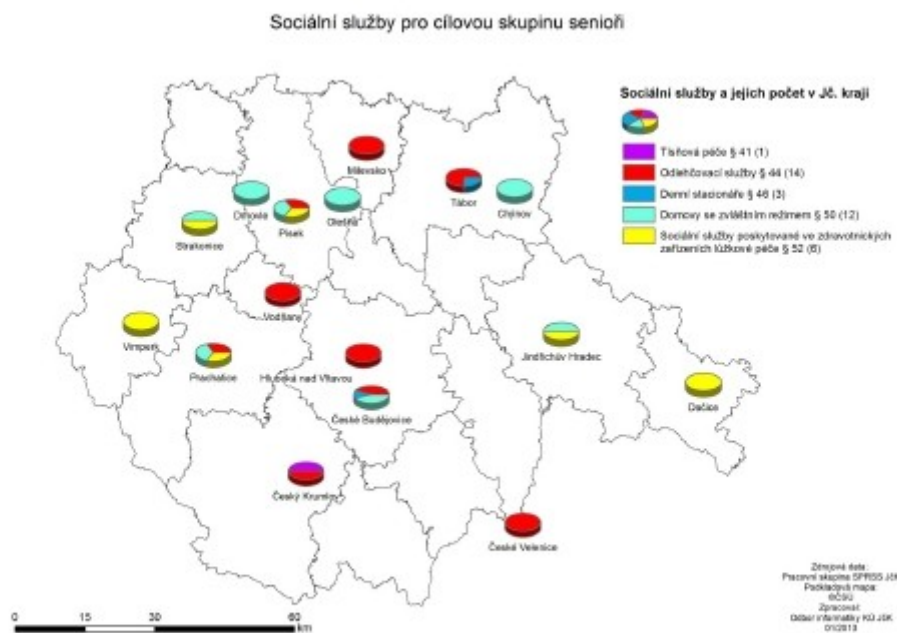 Sociální služby pro cílovou skupinu senioři
Sociální služby a jejich počet v Jč. kraji
Tísňová péče § 41 (1)
Odlehčovací služby § 44 (14)
Denní stacionáře § 46 (3)
Domovy se zvláštním režimem § 50 (12)
Sociální služby poskytované ve zdravotnických
zařízeních lůžkové péče § 52 (6)
Milevsko
Tábor
Chýnov
Drhovle
Písek
Olešná
Strakonice
Vodňany
Vimperk
Prachatice
Hluboká nad Vltavou
Jindřichův Hradec
České Budějovice
Dačice
Český Krumlov
České Velenice
0 15 30 60
km
Zdrojová data:
Pracovní skupina SPRSS Jčk
Podkladová mapa:
©ČSÚ
Zpracoval:
Odbor informatiky KÚ JčK
01/2013